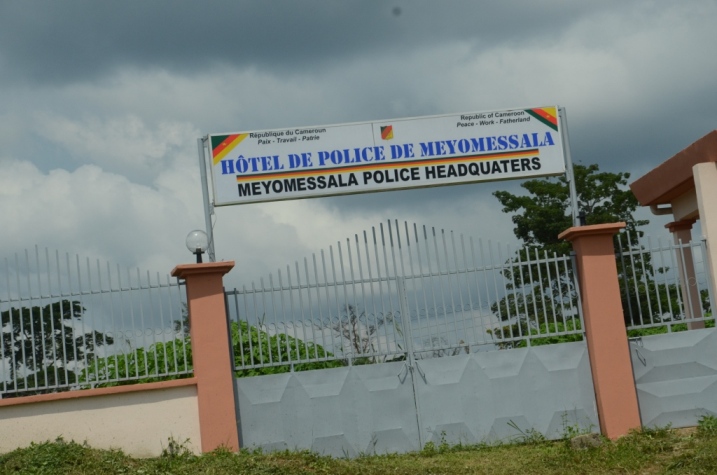 République du Cameroun
Paix - Travail - Patrie
Republic of Cameroon
Peace - Work - Fatherland
HÔTEL DE POLICE DE MEYOMESSALA
MEYOMESSALA POLICE HEADQUATERS